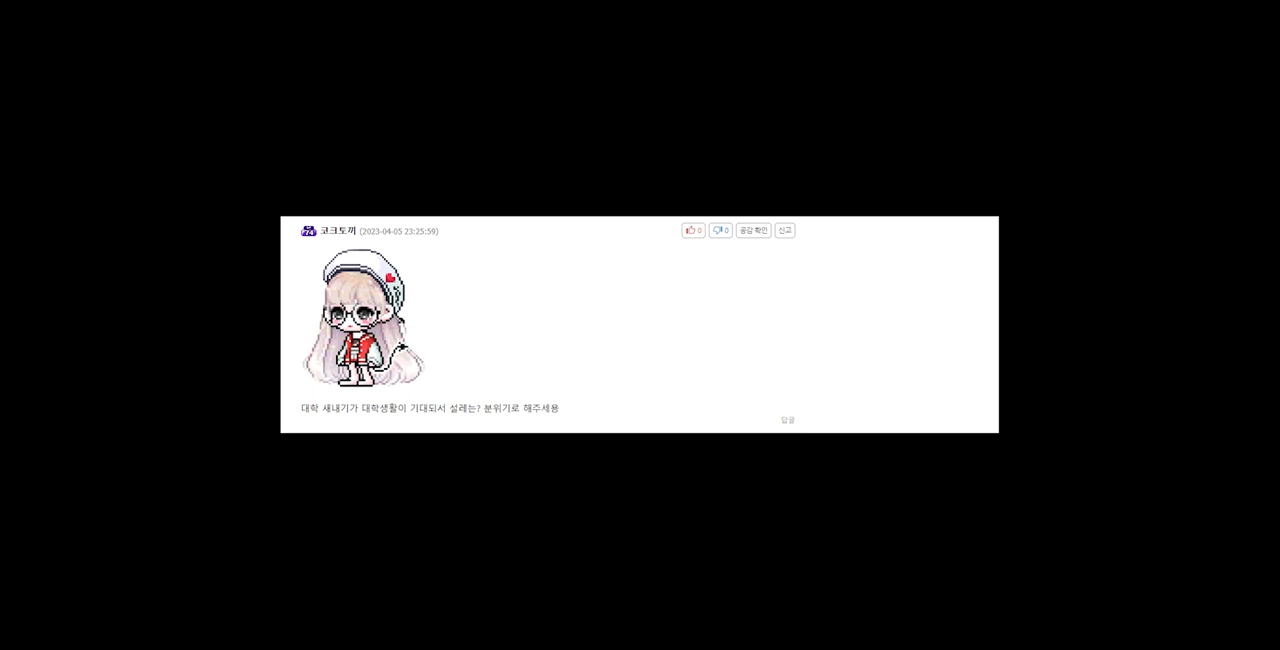 74 코크토끼 (2023-04-05 23:25:59) 0 0 공감 확인 신고
대학 새내기가 대학생활이 기대되서 설레는? 분위기로 해주세용
답글